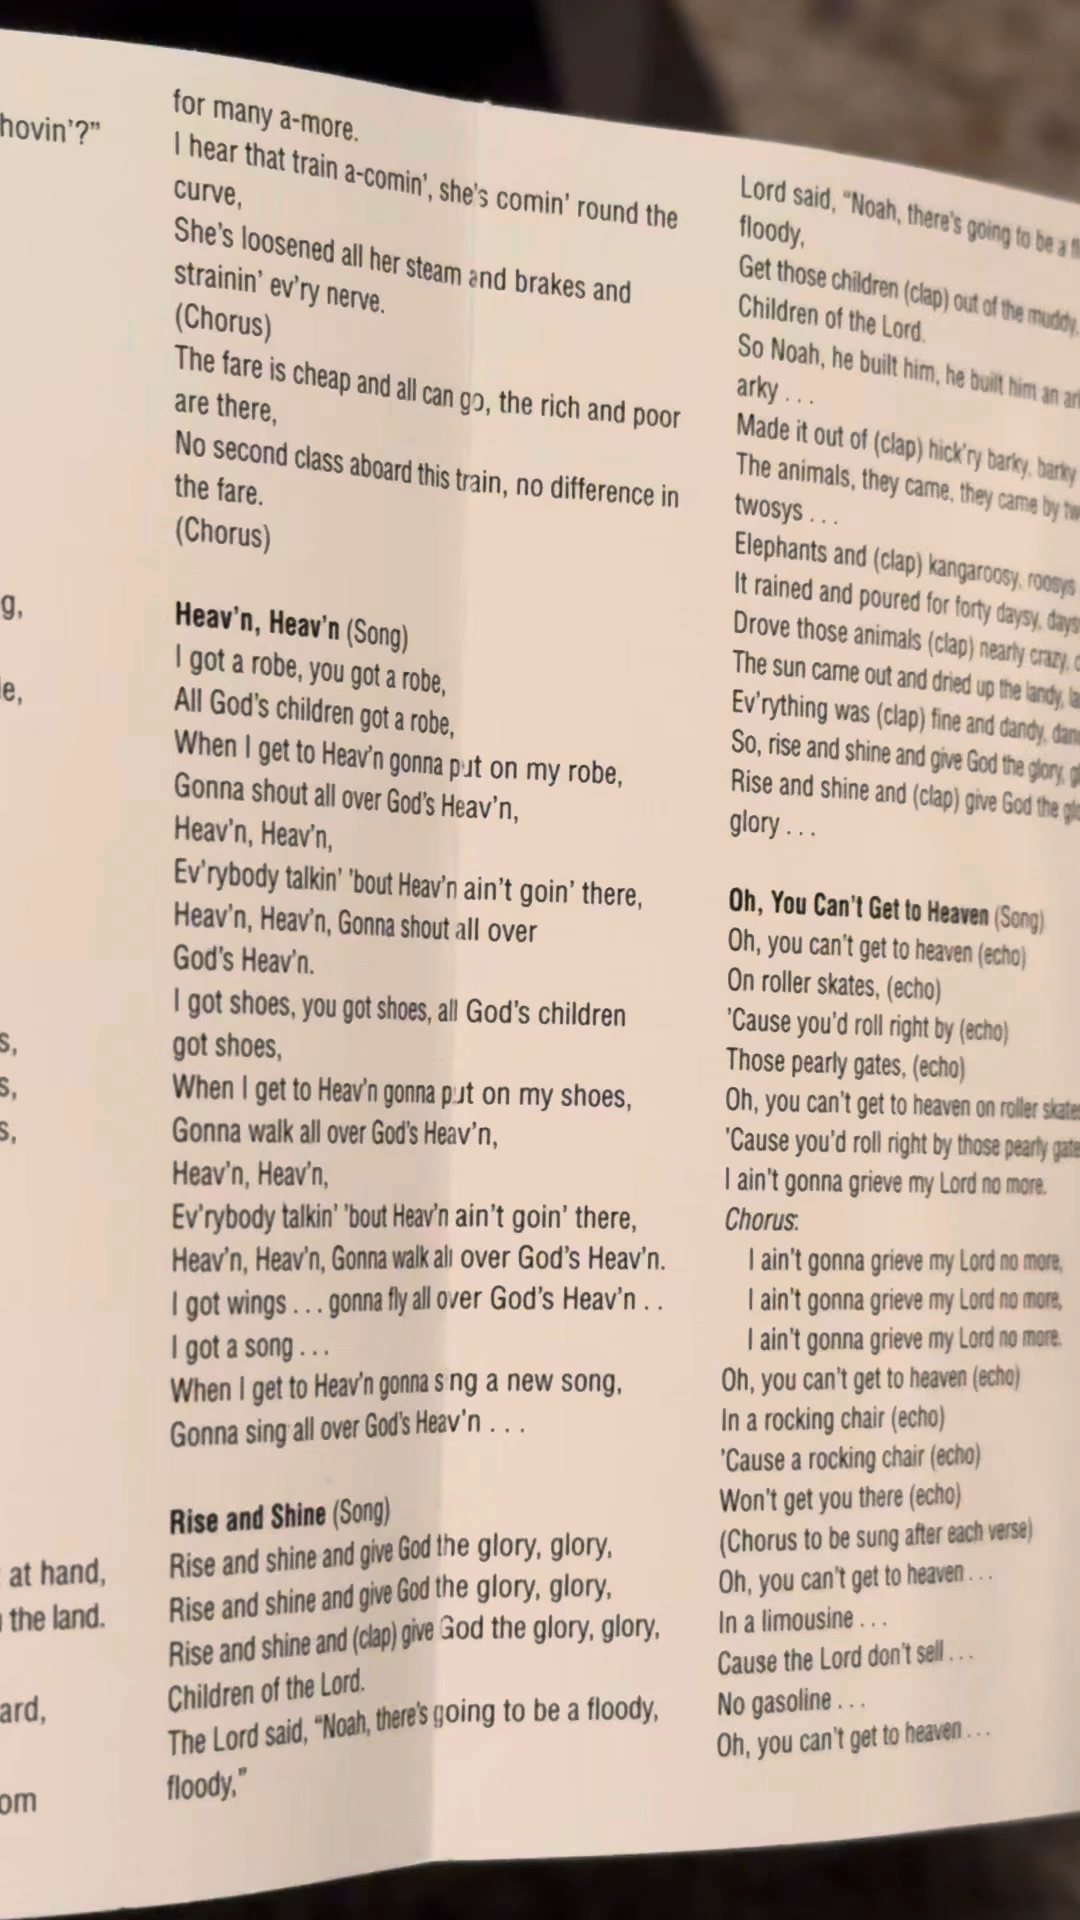 hovin'?"
g,
e,
s,
s,
s,
at hand,
the land.
ard,
om
for many a-more.
I hear that train a-comin', she's comin' round the
curve,
She's loosened all her steam and brakes and
strainin' ev'ry nerve.
(Chorus)
The fare is cheap and all can go, the rich and poor
are there,
No second class aboard this train, no difference in
the fare.
(Chorus)
Heav'n, Heav'n (Song)
I got a robe, you got a robe,
All God's children got a robe,
When I get to Heav'n gonna put on my robe,
Gonna shout all over God's Heav'n,
Heav'n, Heav'n,
Ev'rybody talkin' 'bout Heav'n ain't goin' there,
Heav'n, Heav'n, Gonna shout all over
God's Heav'n.
I got shoes, you got shoes, all God's children
got shoes,
When I get to Heav'n gonna put on my shoes,
Gonna walk all over God's Heav'n,
Heav'n, Heav'n,
Ev'rybody talkin' 'bout Heav'n ain't goin' there,
Heav'n, Heav'n, Gonna walk all over God's Heav'n.
I got wings . . . gonna fly all over God's Heav'n . .
I got a song . . .
When I get to Heav'n gonna sing a new song,
Gonna sing all over God's Heav'n . . .
Rise and Shine (Song)
Rise and shine and give God the glory, glory,
Rise and shine and give God the glory, glory,
Rise and shine and (clap) give God the glory, glory,
Children of the Lord.
The Lord said, "Noah, there's going to be a floody,
floody,"
Lord said, "Noah, there's going to be a
floody,
Get those children (clap) out of the muddy,
Children of the Lord.
So Noah, he built him, he built him an
arky . . .
Made it out of (clap) hick'ry barky, barky
The animals, they came, they came by
twosys . . .
Elephants and (clap) kangaroosy, roosys
It rained and poured for forty daysy, days
Drove those animals (clap) nearly crazy,
The sun came out and dried up the landy,
Ev'rything was (clap) fine and dandy,
So, rise and shine and give God the glory,
Rise and shine and (clap) give God the
glory . . .
Oh, You Can't Get to Heaven (Song)
Oh, you can't get to heaven (echo)
On roller skates, (echo)
'Cause you'd roll right by (echo)
Those pearly gates, (echo)
Oh, you can't get to heaven on roller skates
'Cause you'd roll right by those pearly gate
I ain't gonna grieve my Lord no more.
Chorus:
I ain't gonna grieve my Lord no more,
I ain't gonna grieve my Lord no more,
I ain't gonna grieve my Lord no more.
Oh, you can't get to heaven (echo)
In a rocking chair (echo)
'Cause a rocking chair (echo)
Won't get you there (echo)
(Chorus to be sung after each verse)
Oh, you can't get to heaven . . .
In a limousine . . .
Cause the Lord don't sell . . .
No gasoline . . .
Oh, you can't get to heaven . . .